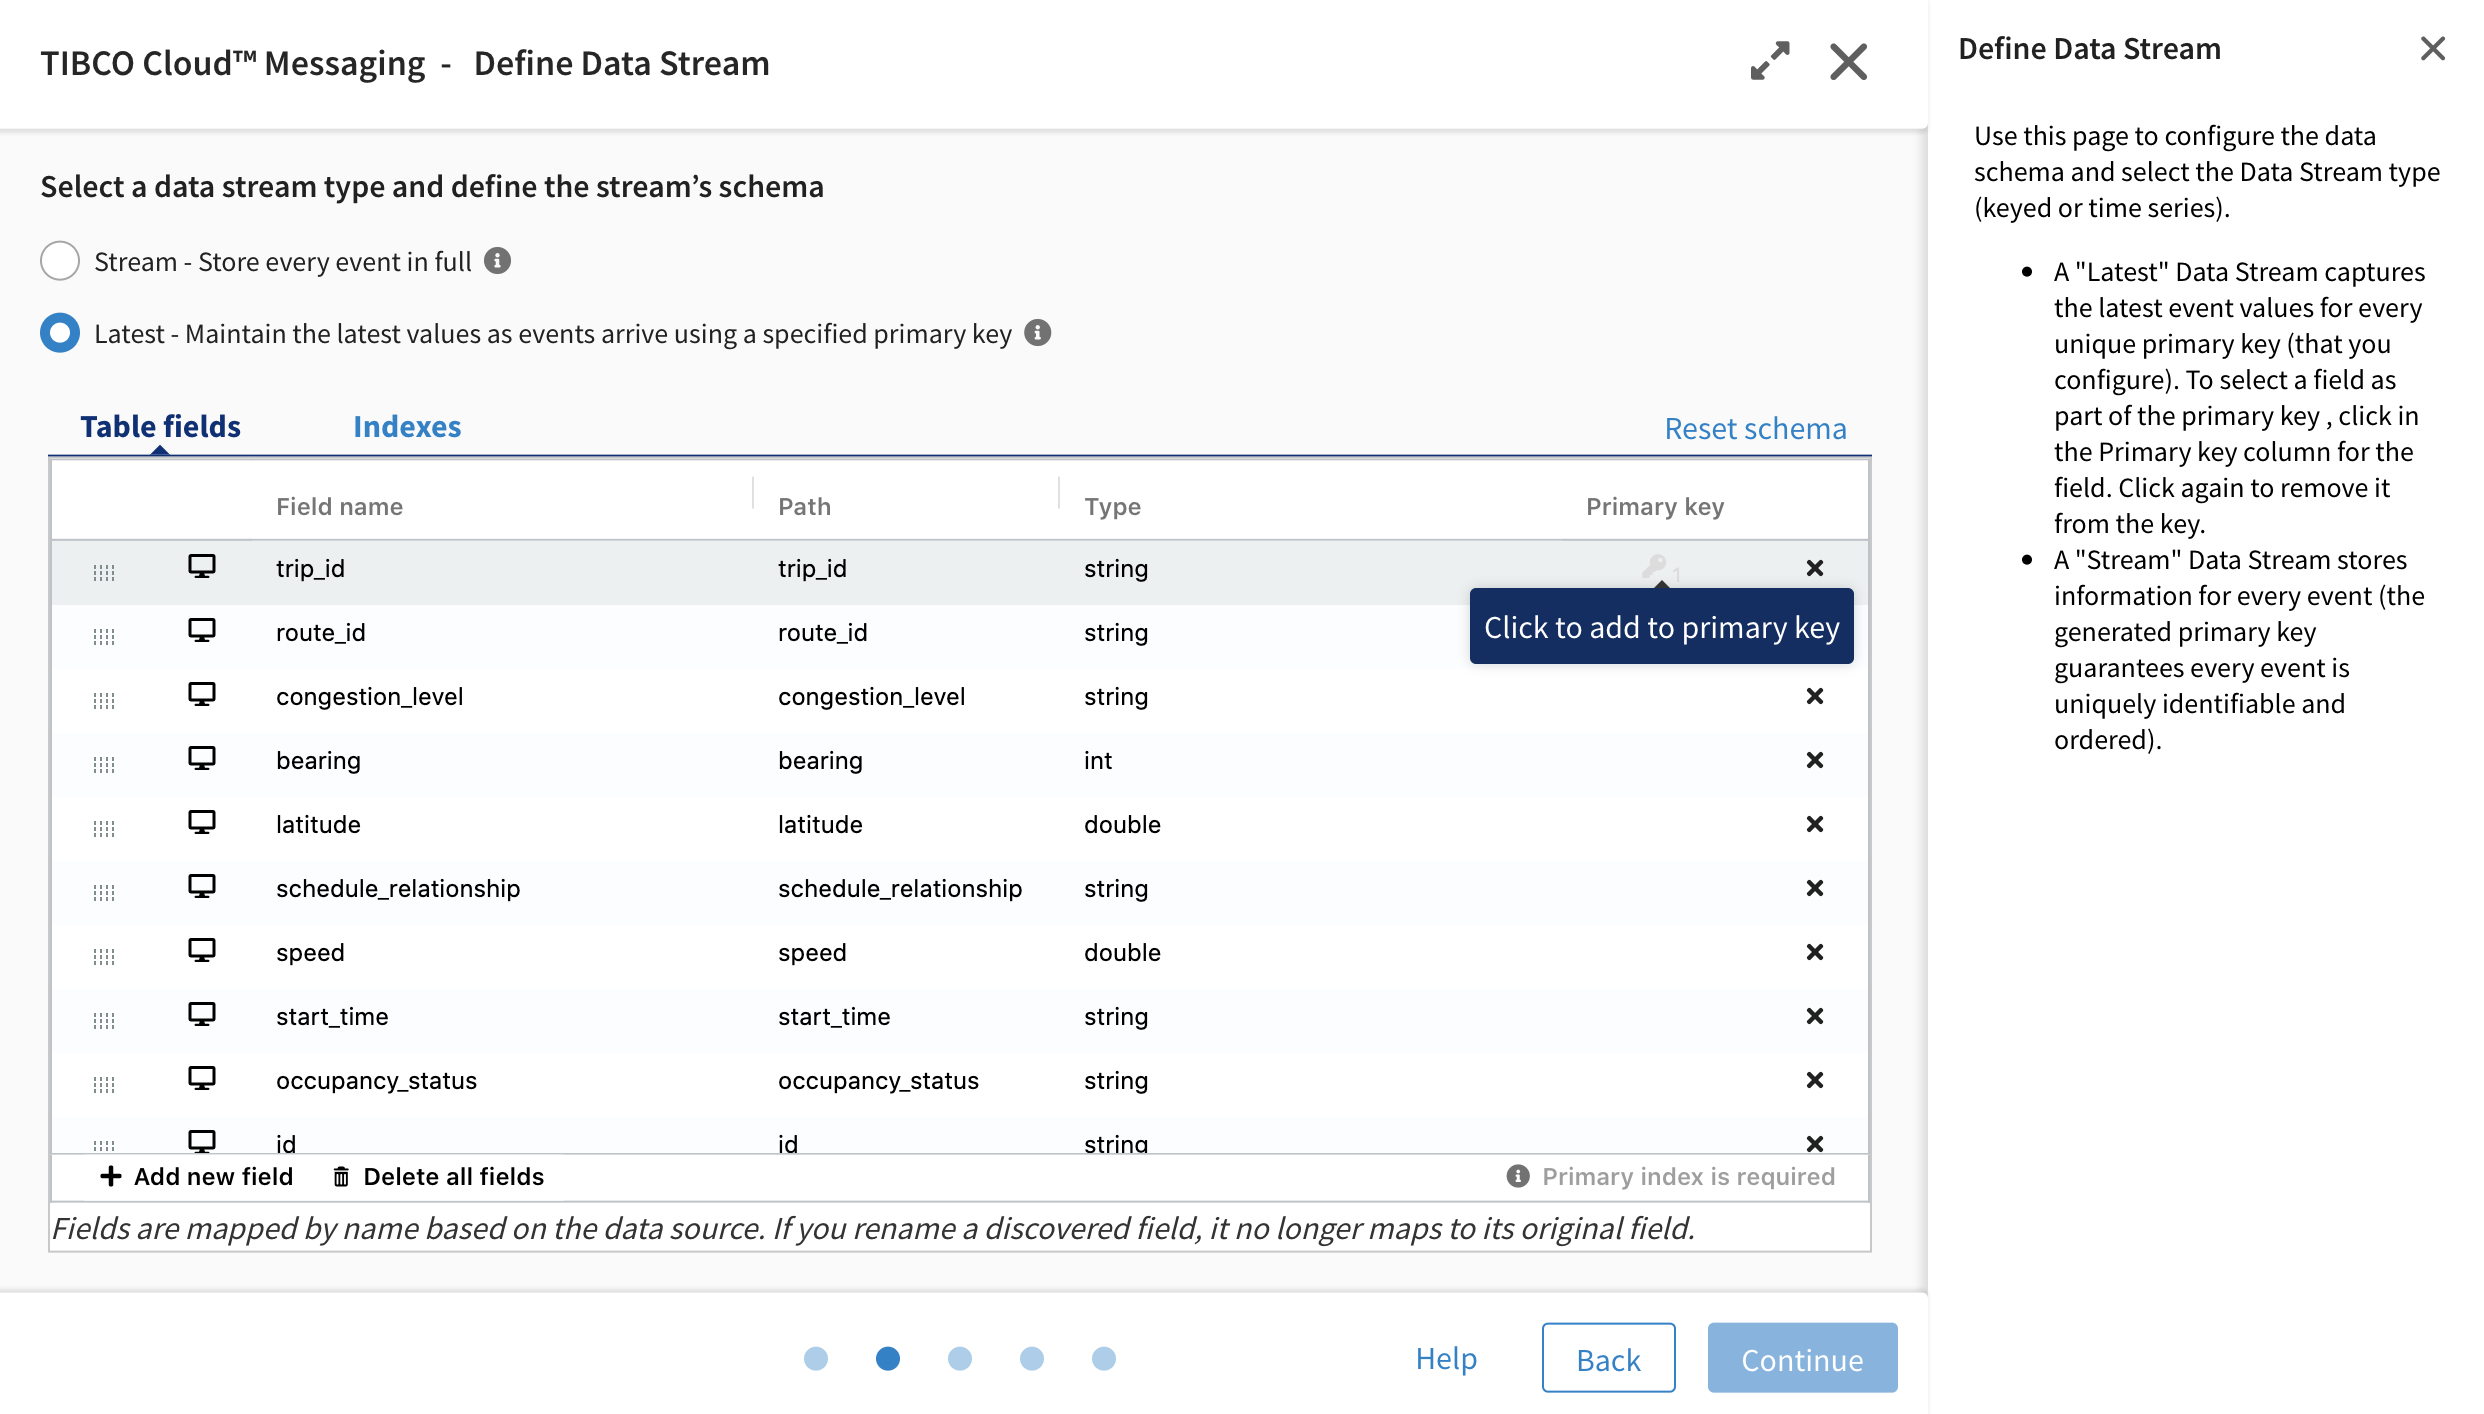 TIBCO Cloud™ Messaging - Define Data Stream
Select a data stream type and define the stream’s schema
Stream - Store every event in full
Latest - Maintain the latest values as events arrive using a specified primary key
Table fields Indexes Reset schema
Field name Path Type Primary key
trip_id trip_id string 1
Click to add to primary key
route_id route_id string
congestion_level congestion_level string
bearing bearing int
latitude latitude double
schedule_relationship schedule_relationship string
speed speed double
start_time start_time string
occupancy_status occupancy_status string
id id string
Add new field Delete all fields Primary index is required
Fields are mapped by name based on the data source. If you rename a discovered field, it no longer maps to its original field.
Help Back Continue
Define Data Stream
Use this page to configure the data
schema and select the Data Stream type
(keyed or time series).
• A "Latest" Data Stream captures
the latest event values for every
unique primary key (that you
configure). To select a field as
part of the primary key , click in
the Primary key column for the
field. Click again to remove it
from the key.
• A "Stream" Data Stream stores
information for every event (the
generated primary key
guarantees every event is
uniquely identifiable and
ordered).